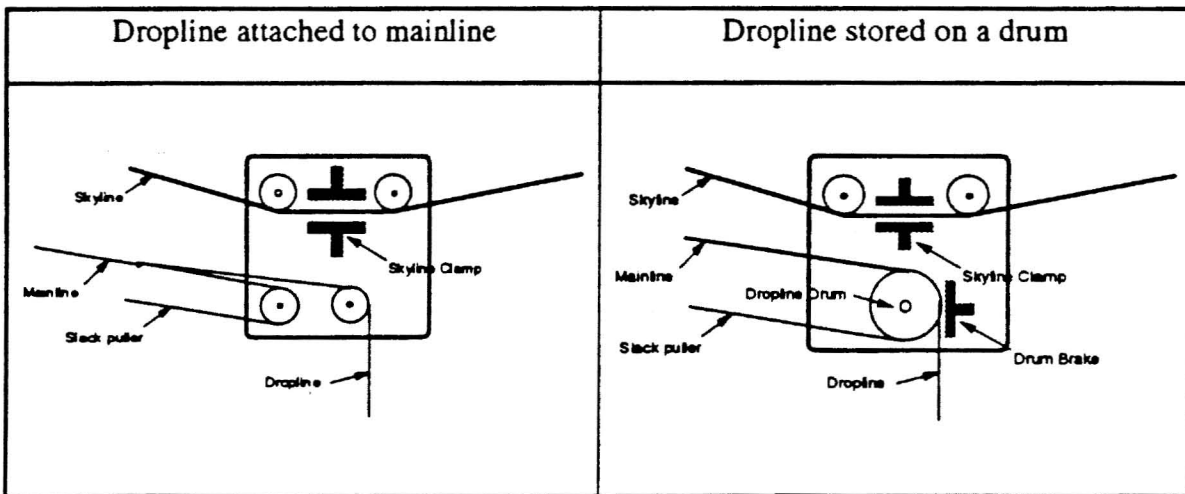 Dropline attached to mainline
Dropline stored on a drum
Skyline
Skyline Clamp
Mainline
Slack puller
Dropline
Skyline
Mainline
Skyline Clamp
Dropline Drum
Slack puller
Drum Brake
Dropline